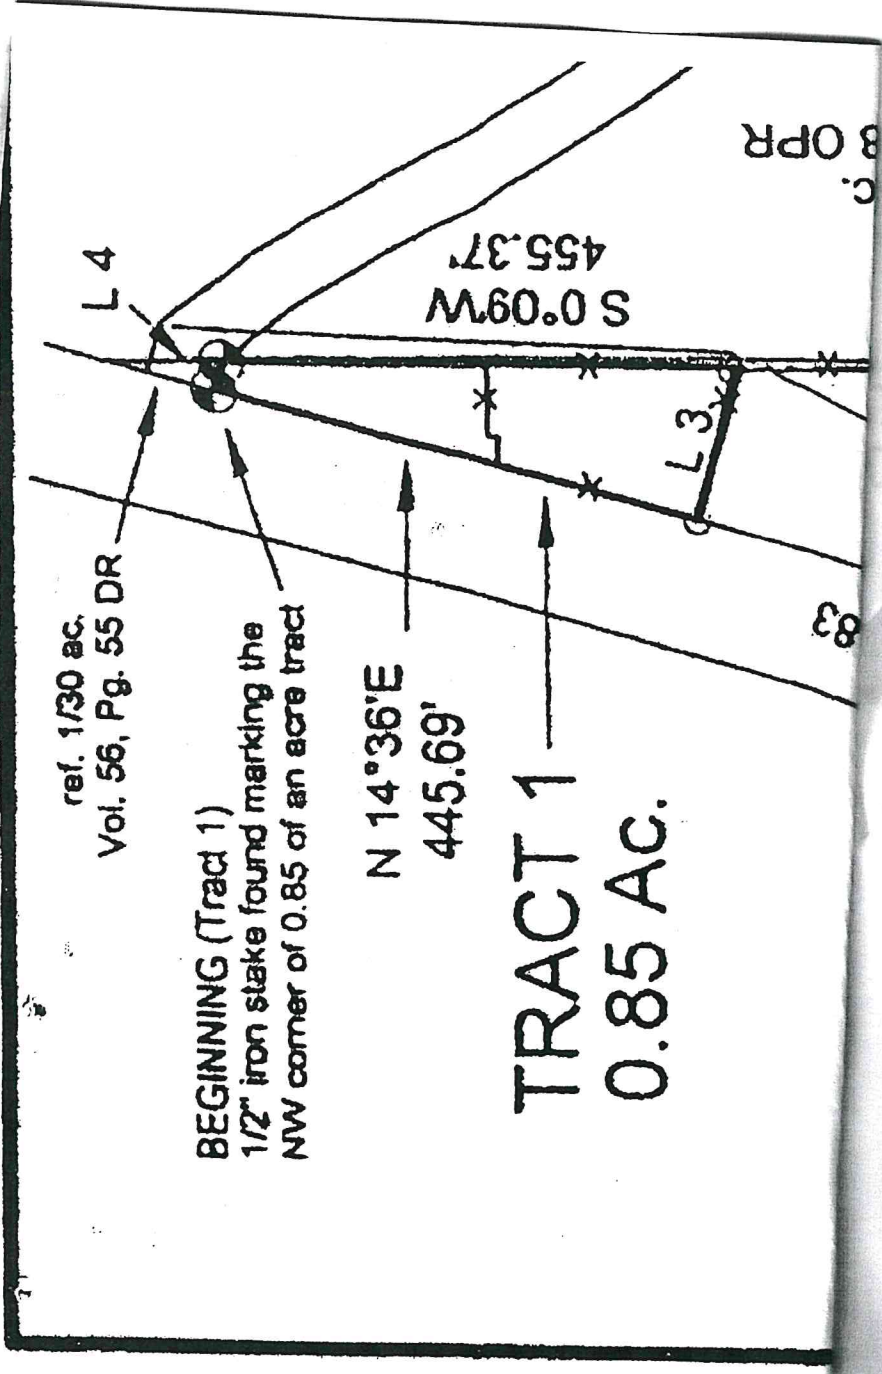 ref. 1/30 ac.
Vol. 56, Pg. 55 DR
L 4
BEGINNING (Tract 1)
1/2" iron stake found marking the
NW corner of 0.85 of an acre tract
N 14°36'E
445.69'
TRACT 1
0.85 Ac.
S 0°09'W
455.37'
L 3
83
OPR
c.